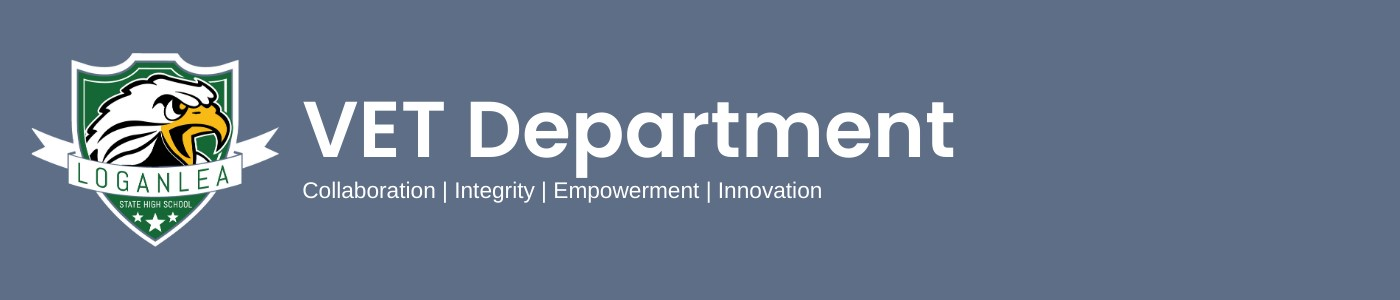 VET Department
Collaboration | Integrity | Empowerment | Innovation
LOGANLEA
STATE HIGH SCHOOL